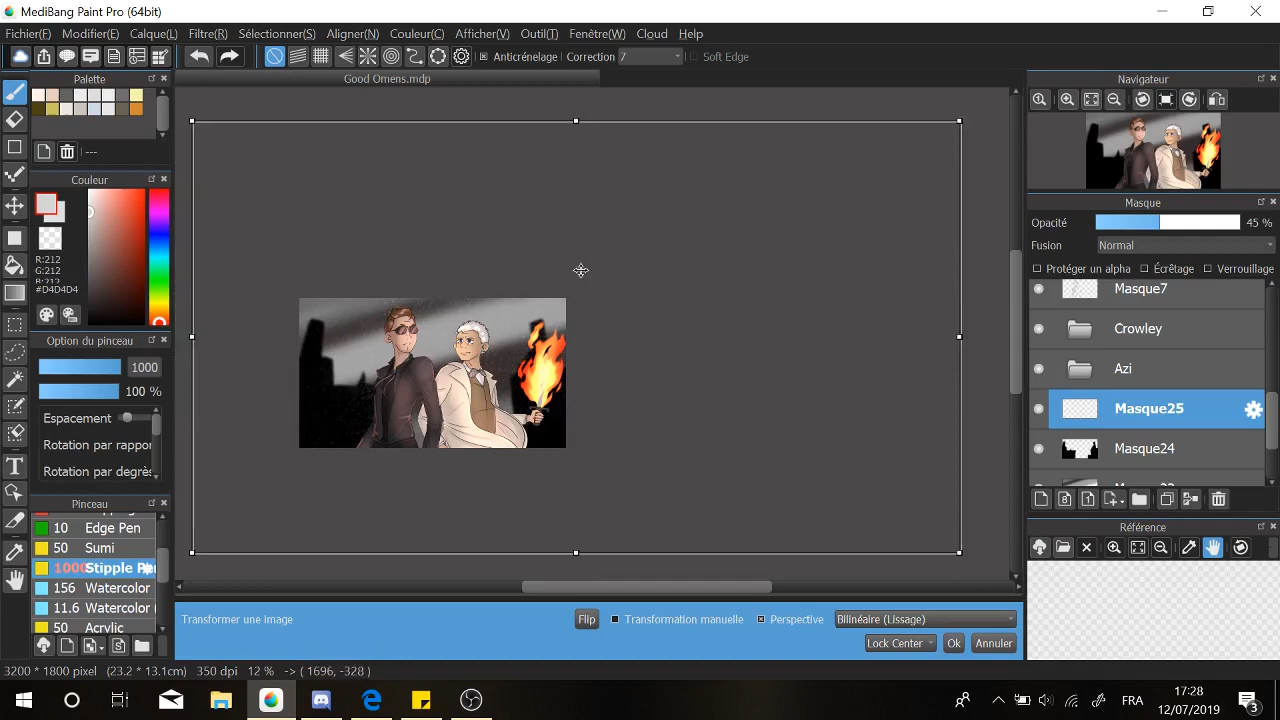 MediBang Paint Pro (64bit)
Fichier(F) Modifier(E) Calque(L) Filtre(R) Sélectionner(S) Aligner(N) Couleur(C) Afficher(V) Outil(T) Fenêtre(W) Cloud Help
Anticrénelage Correction 7 Soft Edge
Palette
Good Omens.mdp
Navigateur
---
Couleur
R:212
G:212
B:212
#D4D4D4
Masque
Opacité 45 %
Fusion Normal
Protéger un alpha Écrêtage Verrouillage
Masque7
Crowley
Azi
Masque25
Masque24
Option du pinceau
1000
100 %
Espacement
Rotation par rappor
Rotation par degrès
Pinceau
10 Edge Pen
50 Sumi
1000 Stipple
156 Watercolor
11.6 Watercolor (
50 Acrylic
Référence
Transformer une image Flip Transformation manuelle Perspective Bilinéaire (Lissage)
Lock Center Ok Annuler
3200 * 1800 pixel (23.2 * 13.1cm) 350 dpi 12 % -> ( 1696, -328 )
FRA
17:28
12/07/2019
3